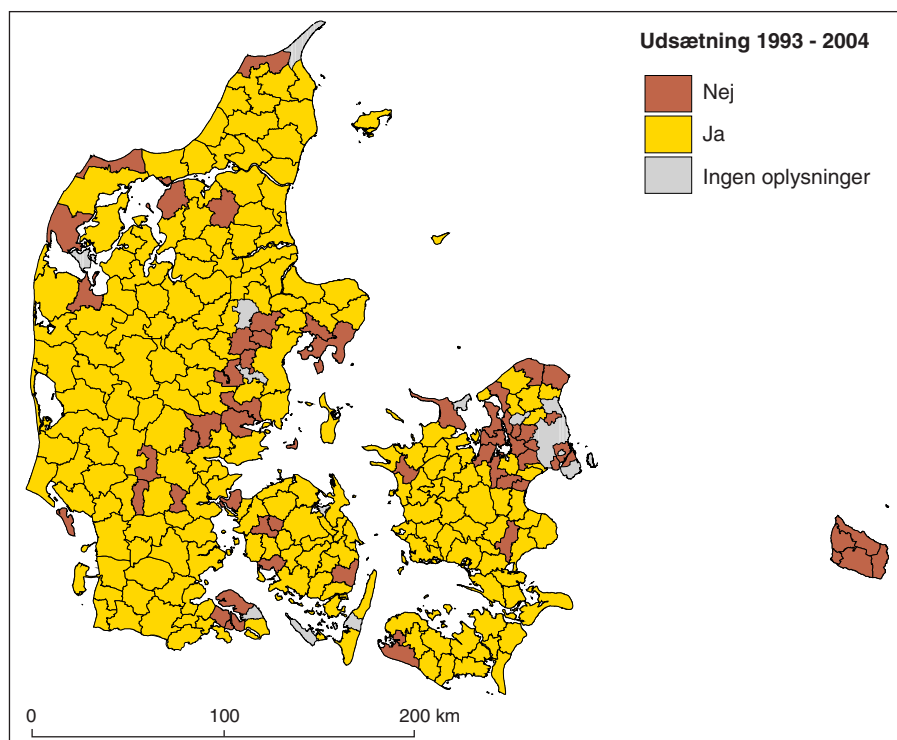 Udsætning 1993 - 2004
Nej
Ja
Ingen oplysninger
0 100 200 km